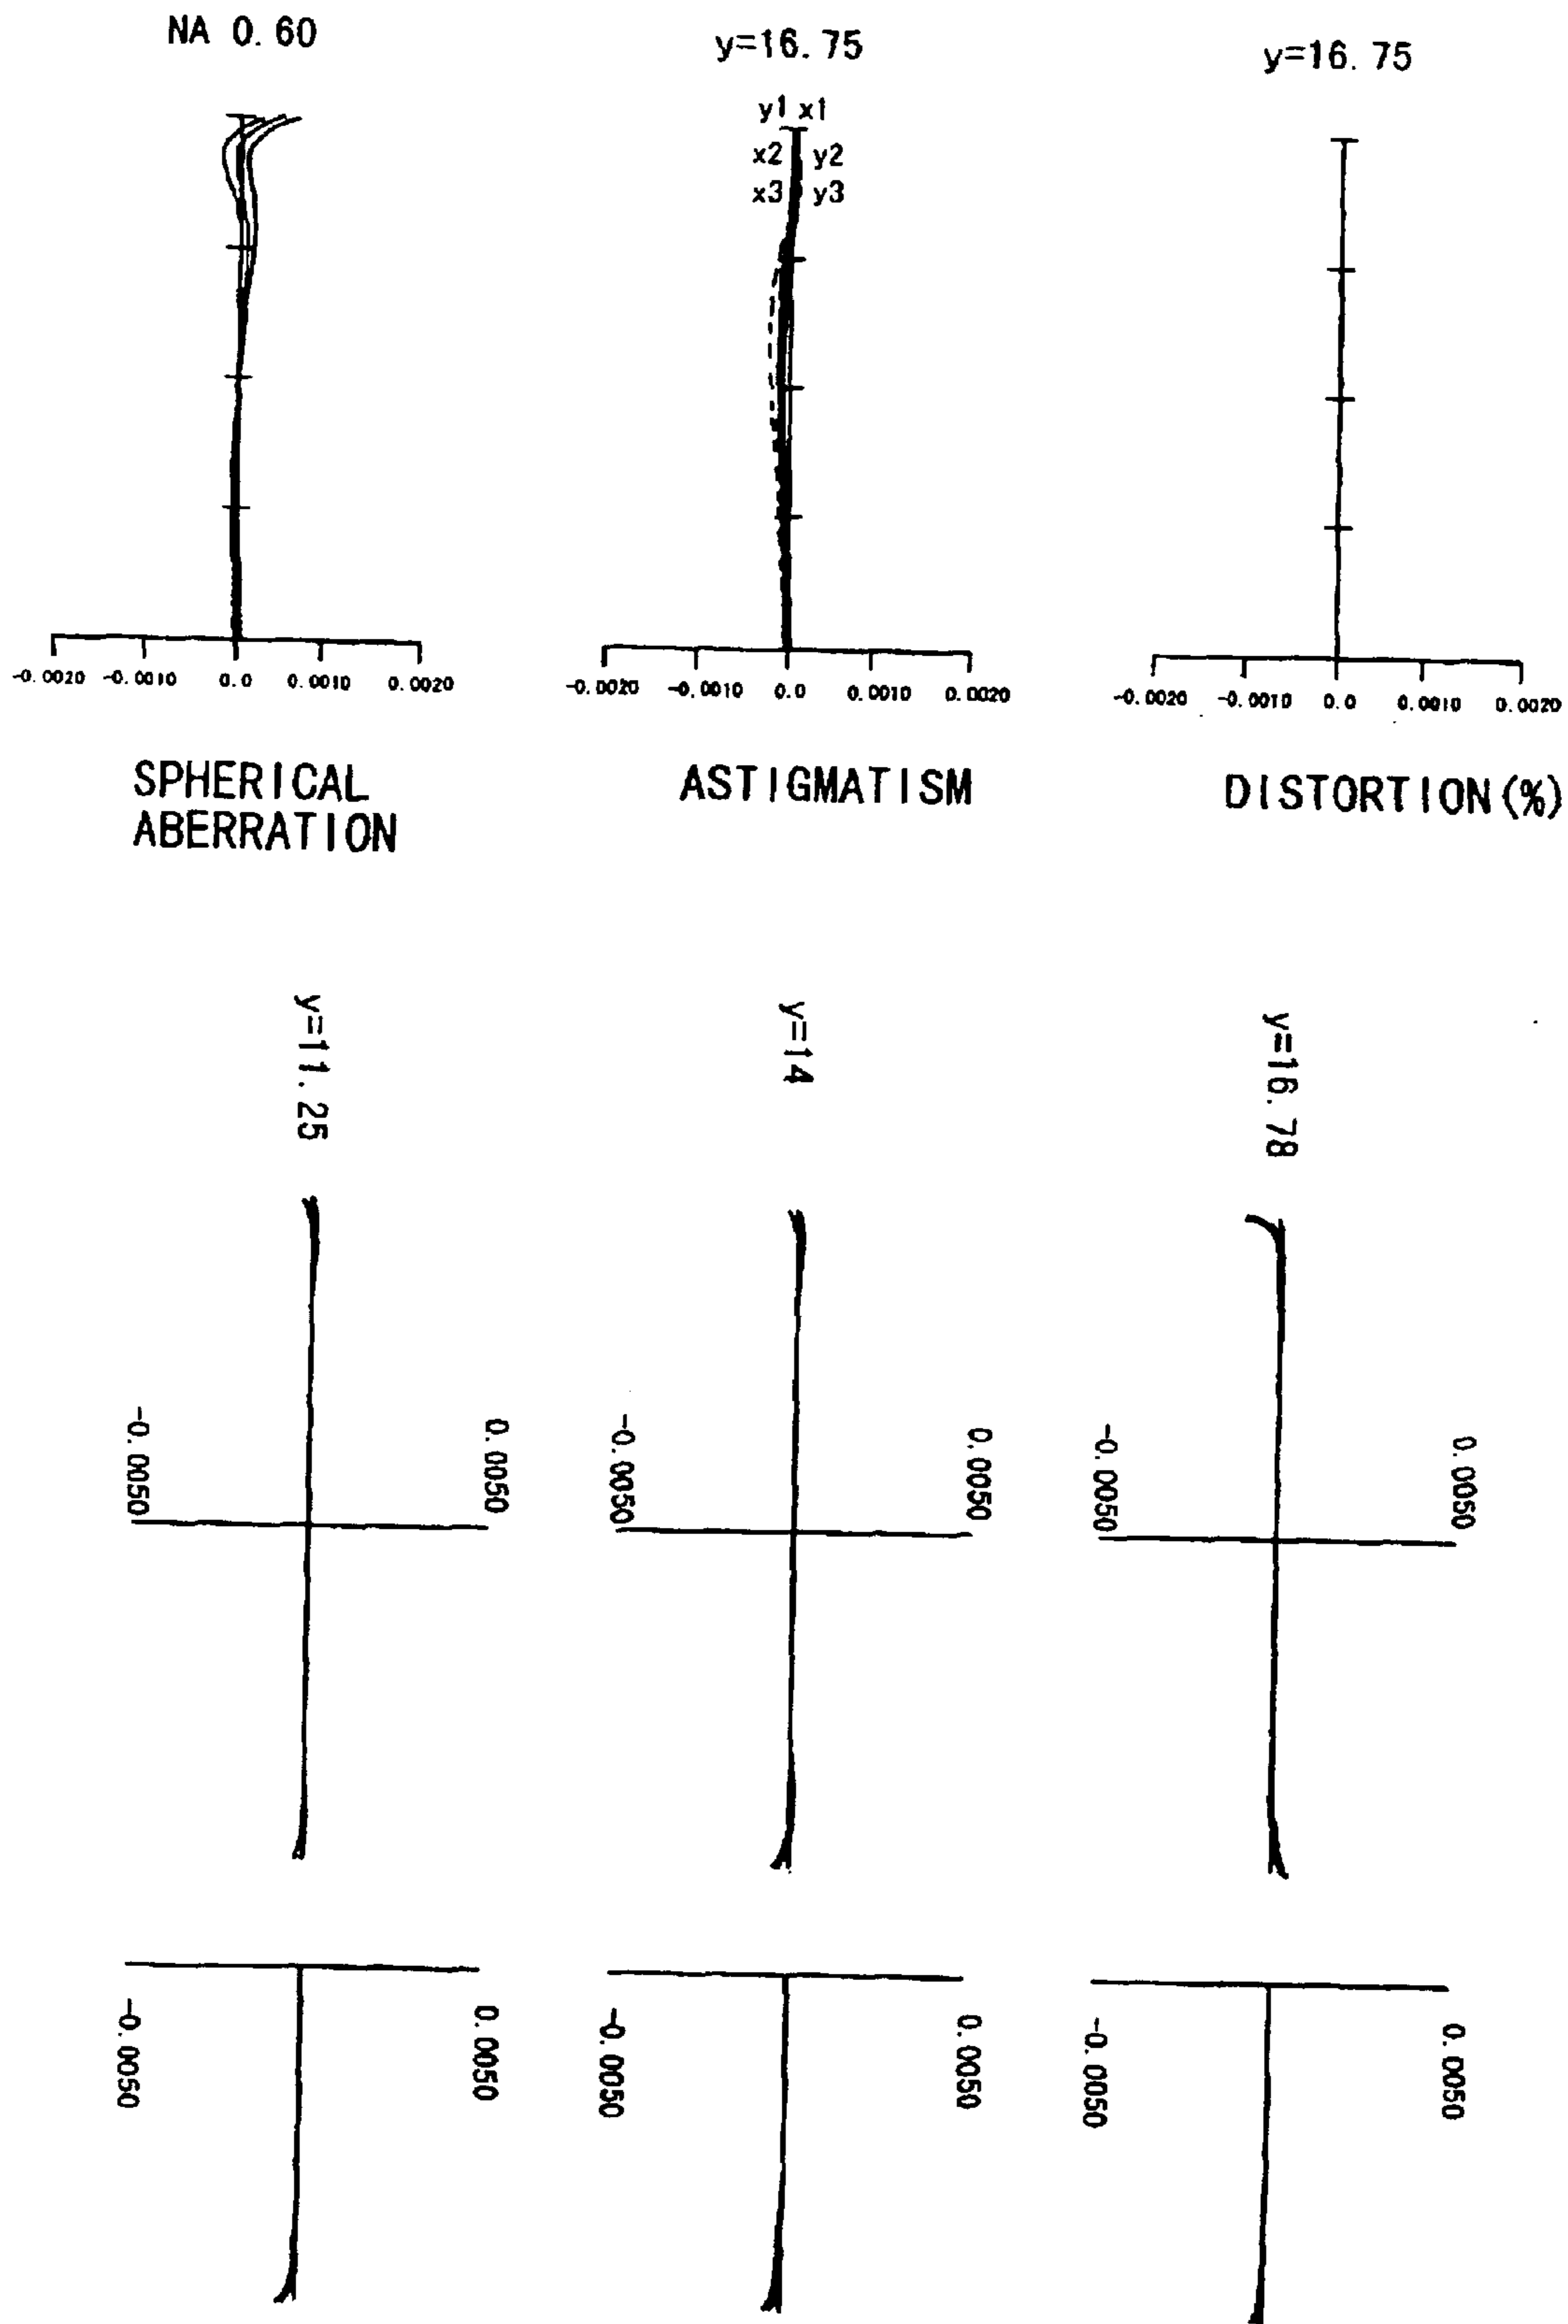 NA 0.60
y=16.75
y=16.75
y1 x1
x2 y2
x3 y3
-0.0020 -0.0010 0.0 0.0010 0.0020
-0.0020 -0.0010 0.0 0.0010 0.0020
-0.0020 -0.0010 0.0 0.0010 0.0020
SPHERICAL
ABERRATION
ASTIGMATISM
DISTORTION(%)
y=11.25
y=14
y=16.78
-0.0050
0.0050
-0.0050
0.0050
-0.0050
0.0050
-0.0050
0.0050
-0.0050
0.0050
-0.0050
0.0050